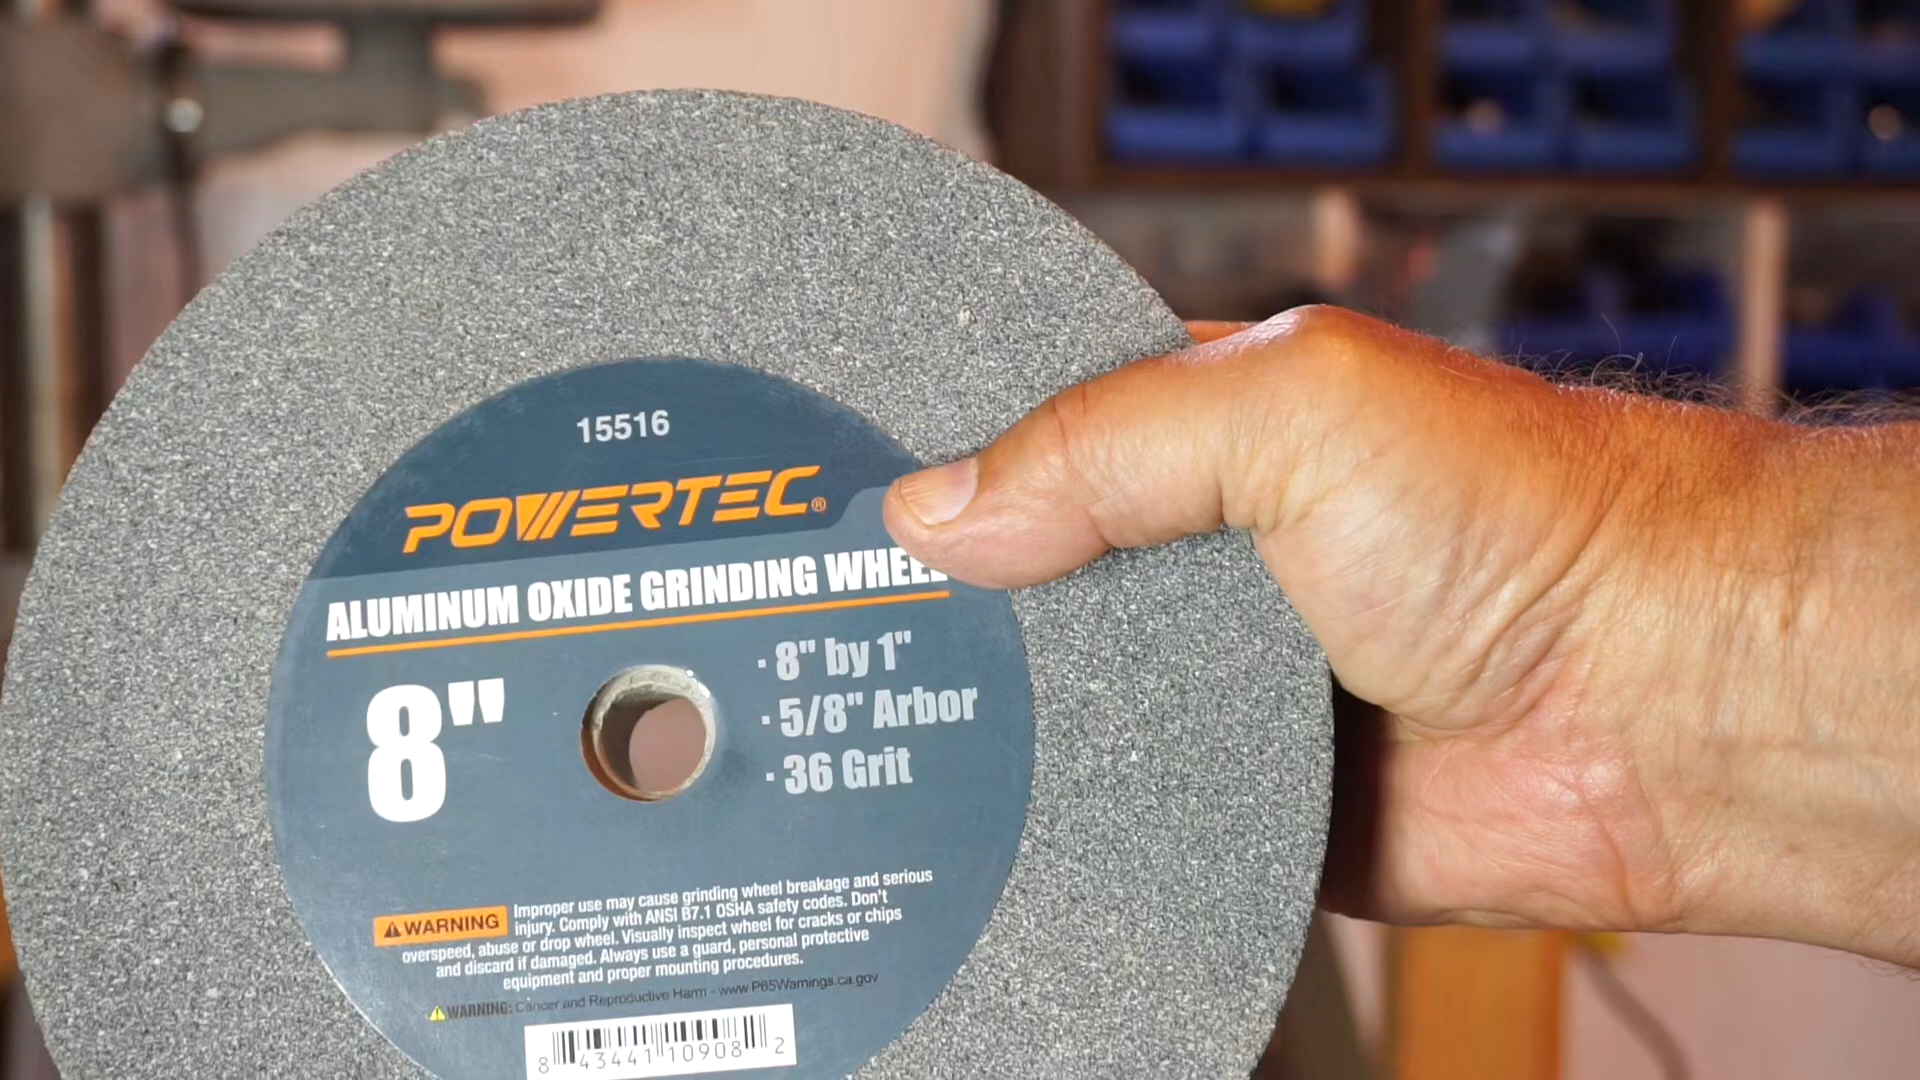 15516
POWERTEC®
ALUMINUM OXIDE GRINDING WHEEL
8"
· 8" by 1"
· 5/8" Arbor
· 36 Grit
WARNING Improper use may cause grinding wheel breakage and serious
injury. Comply with ANSI B7.1 OSHA safety codes. Don't
overspeed, abuse or drop wheel. Visually inspect wheel for cracks or chips
and discard if damaged. Always use a guard, personal protective
equipment and proper mounting procedures.
WARNING: Cancer and Reproductive Harm - www.P65Warnings.ca.gov
8 43441 10908 2